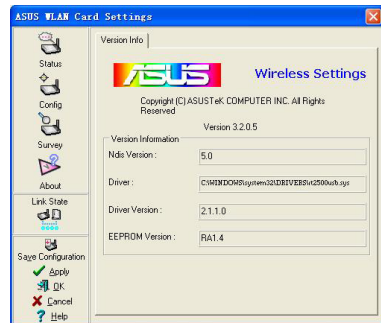 ASUS WLAN Card Settings
Status
Config
Survey
About
Link State
Save Configuration
Apply
OK
Cancel
Help
Version Info
ASUS
Wireless Settings
Copyright (C) ASUSTeK COMPUTER INC. All Rights
Reserved
Version 3.2.0.5
Version Information
Ndis Version : 5.0
Driver : C:\WINDOWS\system32\DRIVERS\rt2500usb.sys
Driver Version : 2.1.1.0
EEPROM Version : RA1.4